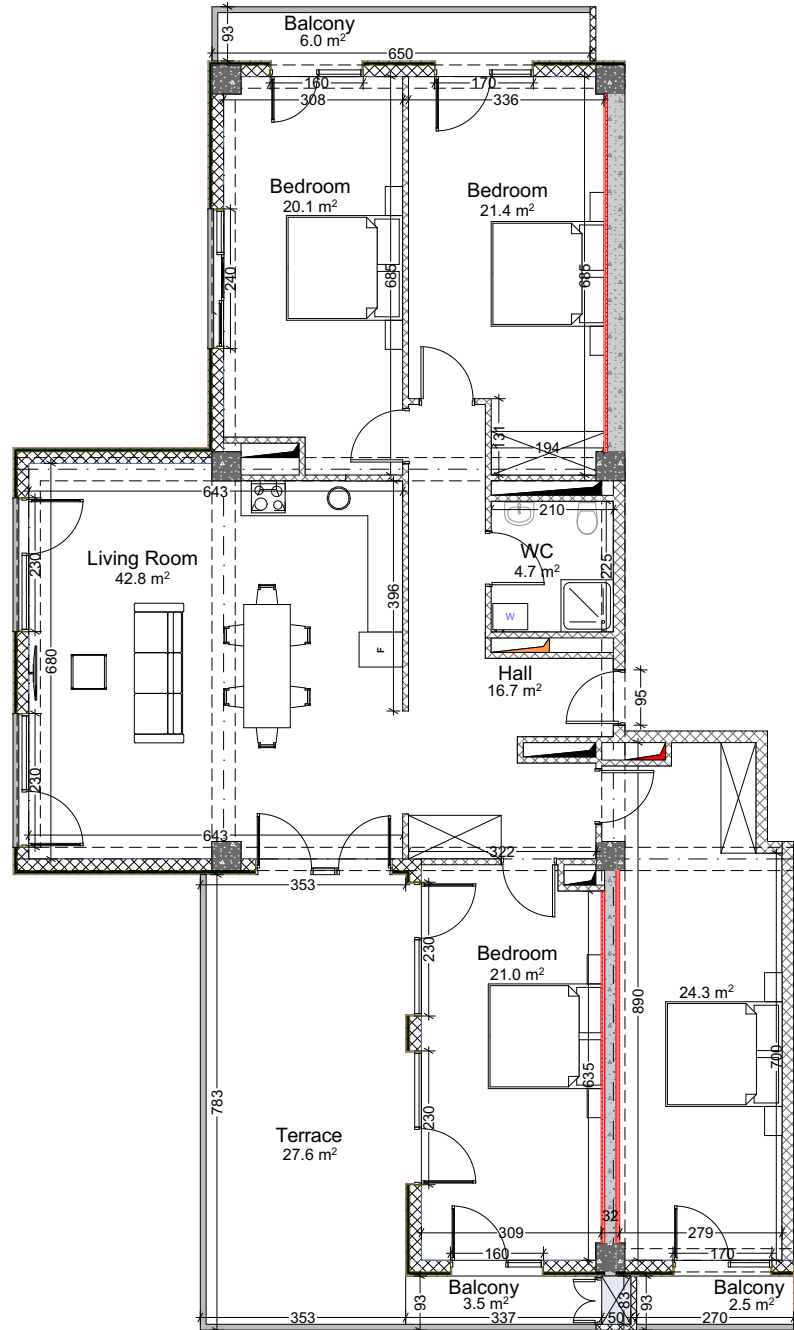 Balcony
6.0 m²
93
650
160
170
308
336
Bedroom
20.1 m²
Bedroom
21.4 m²
240
685
685
131
194
643
210
Living Room
42.8 m²
WC
4.7 m²
225
230
396
W
F
680
Hall
16.7 m²
95
230
643
322
353
Bedroom
21.0 m²
230
24.3 m²
890
700
635
783
230
Terrace
27.6 m²
32
309
279
160
170
Balcony
3.5 m²
Balcony
2.5 m²
93
83
93
353
337
50
270